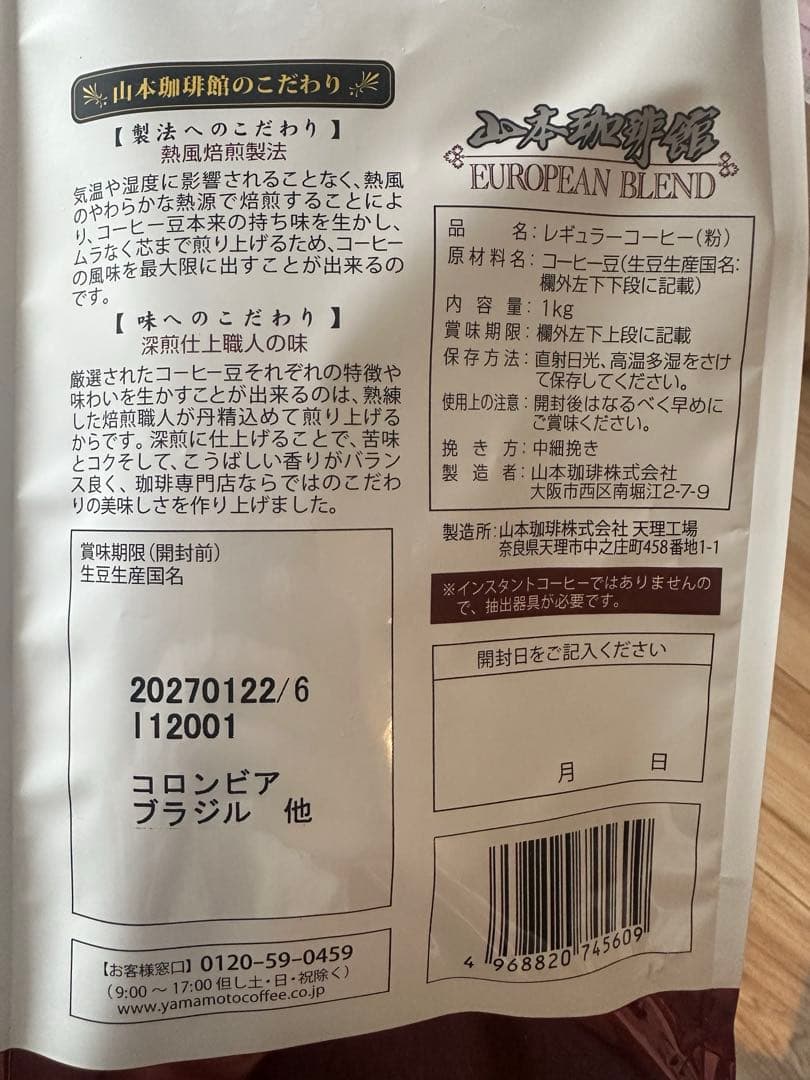 山本珈琲館のこだわり
【製法へのこだわり】
熱風焙煎製法
気温や湿度に影響されることなく、熱風
のやわらかな熱源で焙煎することによ
り、コーヒー豆本来の持ち味を生かし、
ムラなく芯まで煎り上げるため、コーヒー
の風味を最大限に出すことが出来るの
です。
【味へのこだわり】
深煎仕上職人の味
厳選されたコーヒー豆それぞれの特徴や
味わいを生かすことが出来るのは、熟練
した焙煎職人が丹精込めて煎り上げる
からです。深煎に仕上げることで、苦味
とコクそして、こうばしい香りがバラン
ス良く、珈琲専門店ならではのこだわ
りの美味しさを作り上げました。
賞味期限(開封前)
生豆生産国名
20270122/6
I12001
コロンビア
ブラジル 他
【お客様窓口】0120-59-0459
(9:00～17:00 但し土・日・祝除く)
www.yamamotocoffee.co.jp
山本珈琲館
EUROPEAN BLEND
品名:レギュラーコーヒー(粉)
原材料名:コーヒー豆(生豆生産国名:
欄外左下下段に記載)
内容量:1kg
賞味期限:欄外左下上段に記載
保存方法:直射日光、高温多湿をさけ
て保存してください。
使用上の注意:開封後はなるべく早めに
ご賞味ください。
挽き方:中細挽き
製造者:山本珈琲株式会社
大阪市西区南堀江2-7-9
製造所:山本珈琲株式会社 天理工場
奈良県天理市中之庄町458番地1-1
※インスタントコーヒーではありませんの
で、抽出器具が必要です。
開封日をご記入ください
月 日
4 968820 745609